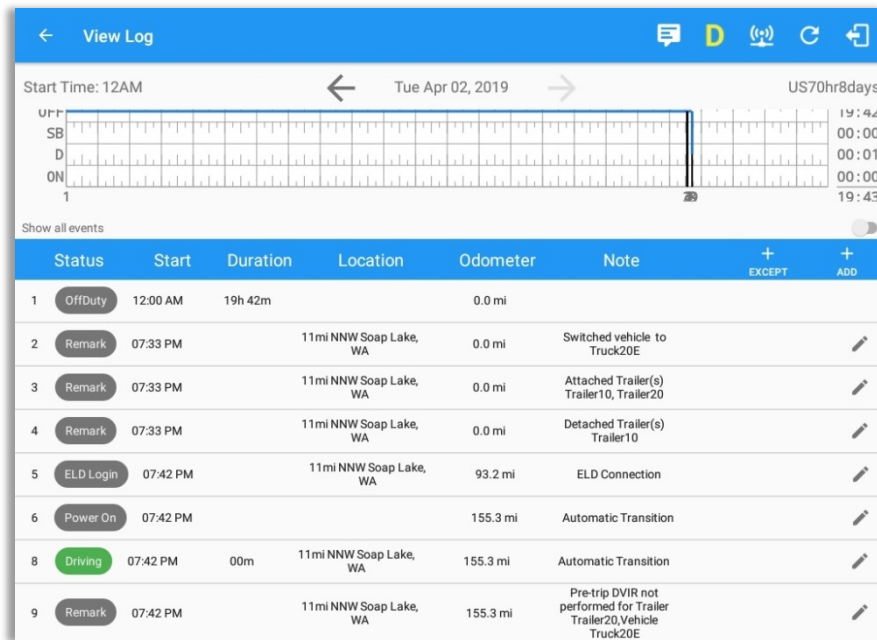 View Log
D
Start Time: 12AM
Tue Apr 02, 2019
US70hr8days
OFF
19:42
SB
00:00
D
00:01
ON
00:00
1
19:43
Show all events
Status Start Duration Location Odometer Note + EXCEPT + ADD
1 OffDuty 12:00 AM 19h 42m 0.0 mi
2 Remark 07:33 PM 11mi NNW Soap Lake, WA 0.0 mi Switched vehicle to Truck20E
3 Remark 07:33 PM 11mi NNW Soap Lake, WA 0.0 mi Attached Trailer(s) Trailer10, Trailer20
4 Remark 07:33 PM 11mi NNW Soap Lake, WA 0.0 mi Detached Trailer(s) Trailer10
5 ELD Login 07:42 PM 11mi NNW Soap Lake, WA 93.2 mi ELD Connection
6 Power On 07:42 PM 155.3 mi Automatic Transition
8 Driving 07:42 PM 00m 11mi NNW Soap Lake, WA 155.3 mi Automatic Transition
9 Remark 07:42 PM 11mi NNW Soap Lake, WA 155.3 mi Pre-trip DVIR not performed for Trailer Trailer20,Vehicle Truck20E